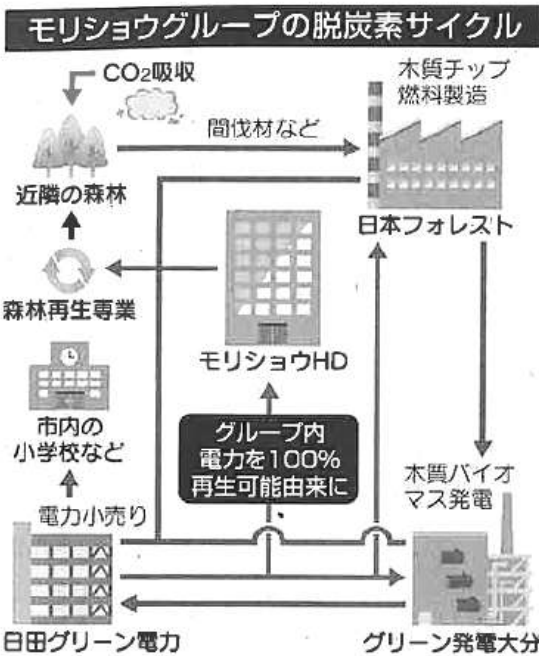 モリショウグループの脱炭素サイクル
CO2吸収
木質チップ
燃料製造
間伐材など
近隣の森林
日本フォレスト
森林再生専業
モリショウHD
市内の
小学校など
グループ内
電力を100%
再生可能由来に
木質バイオ
マス発電
電力小売り
日田グリーン電力
グリーン発電大分